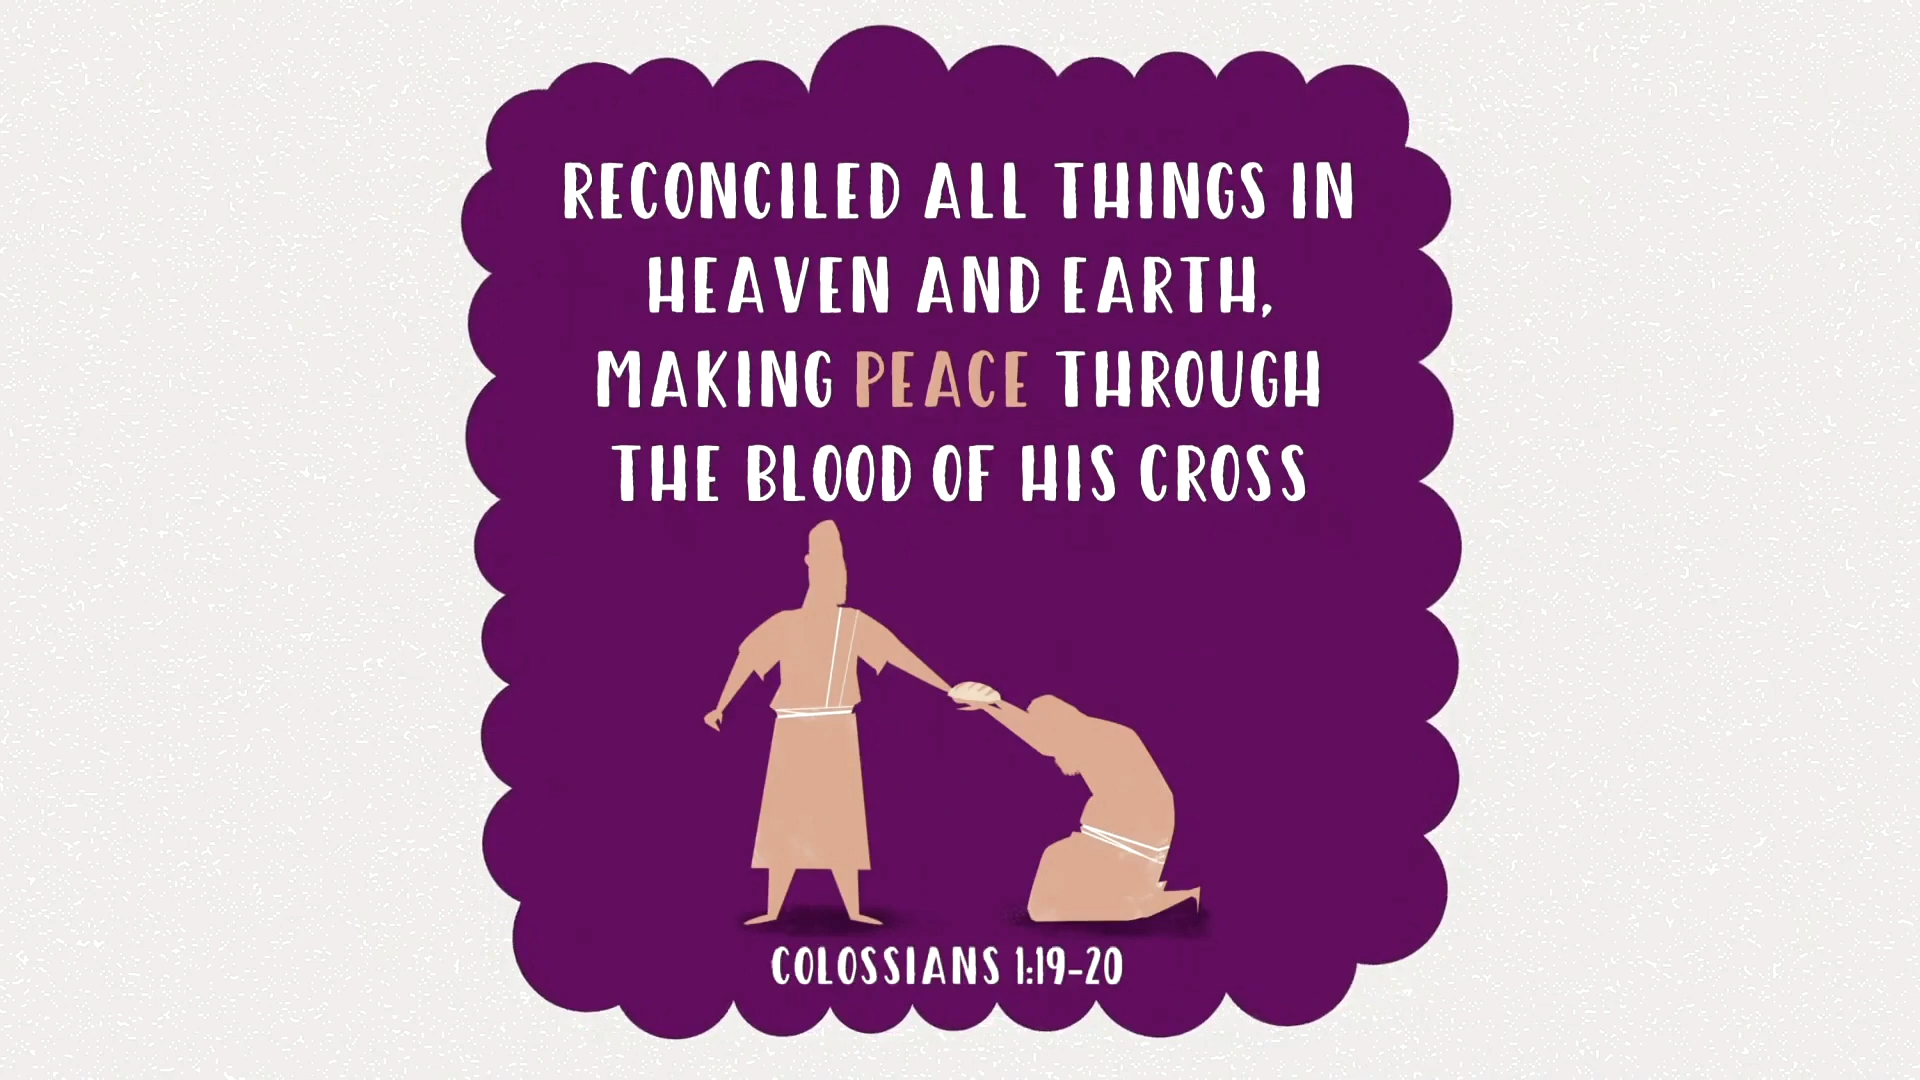 RECONCILED ALL THINGS IN
HEAVEN AND EARTH,
MAKING PEACE THROUGH
THE BLOOD OF HIS CROSS
COLOSSIANS 1:19-20